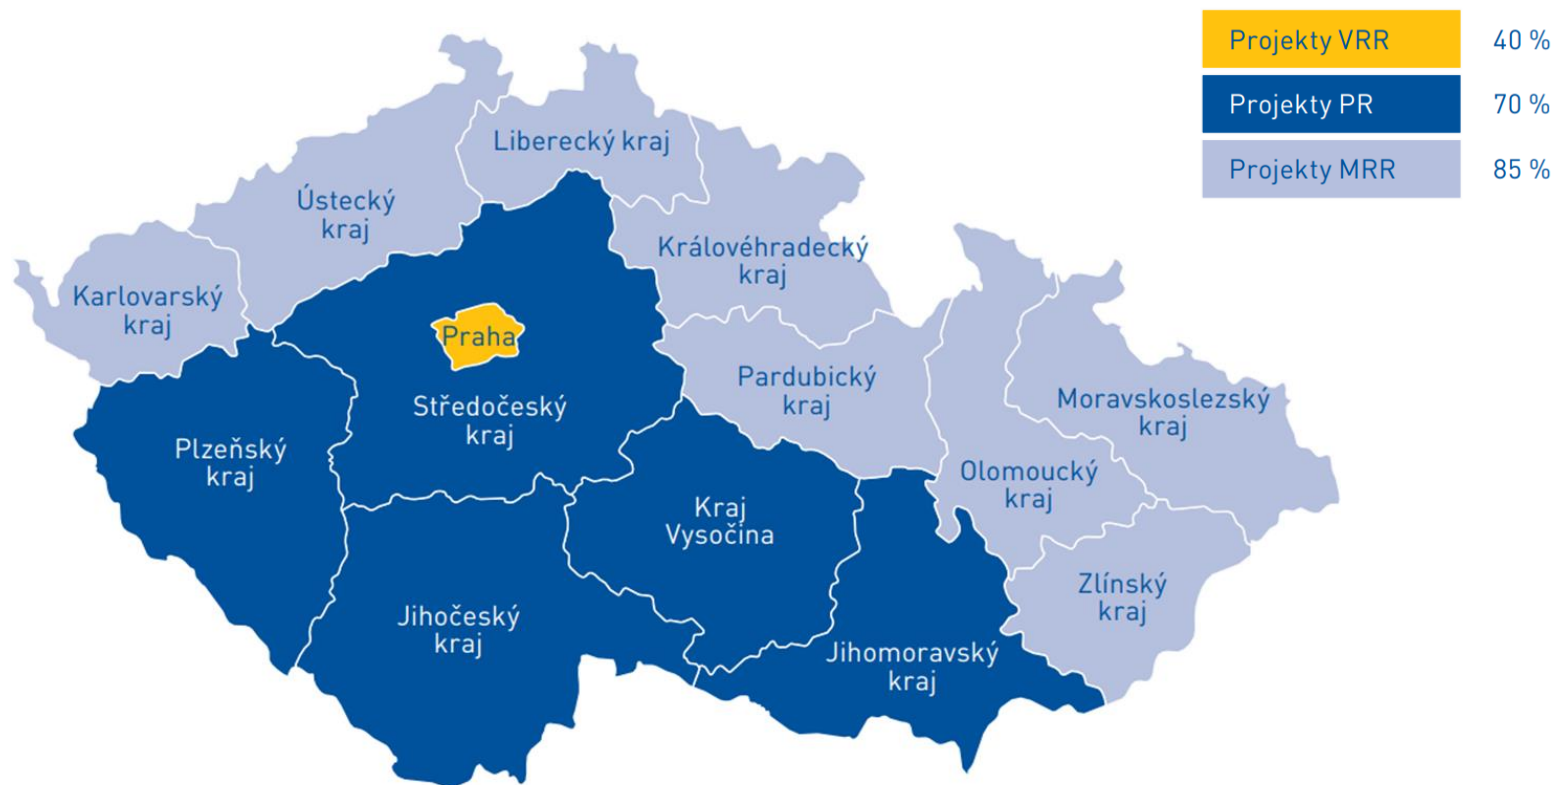 Projekty VRR 40 %
Projekty PR 70 %
Projekty MRR 85 %
Liberecký kraj
Ústecký
kraj
Královéhradecký
kraj
Karlovarský
kraj
Praha
Pardubický
kraj
Středočeský
kraj
Moravskoslezský
kraj
Plzeňský
kraj
Olomoucký
kraj
Kraj
Vysočina
Zlínský
kraj
Jihočeský
kraj
Jihomoravský
kraj